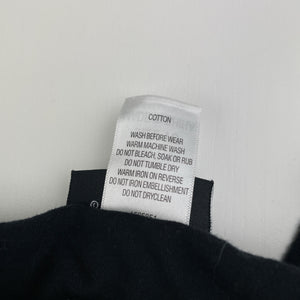 COTTON
WASH BEFORE WEAR
WARM MACHINE WASH
DO NOT BLEACH, SOAK OR RUB
DO NOT TUMBLE DRY
WARM IRON ON REVERSE
DO NOT IRON EMBELLISHMENT
DO NOT DRYCLEAN